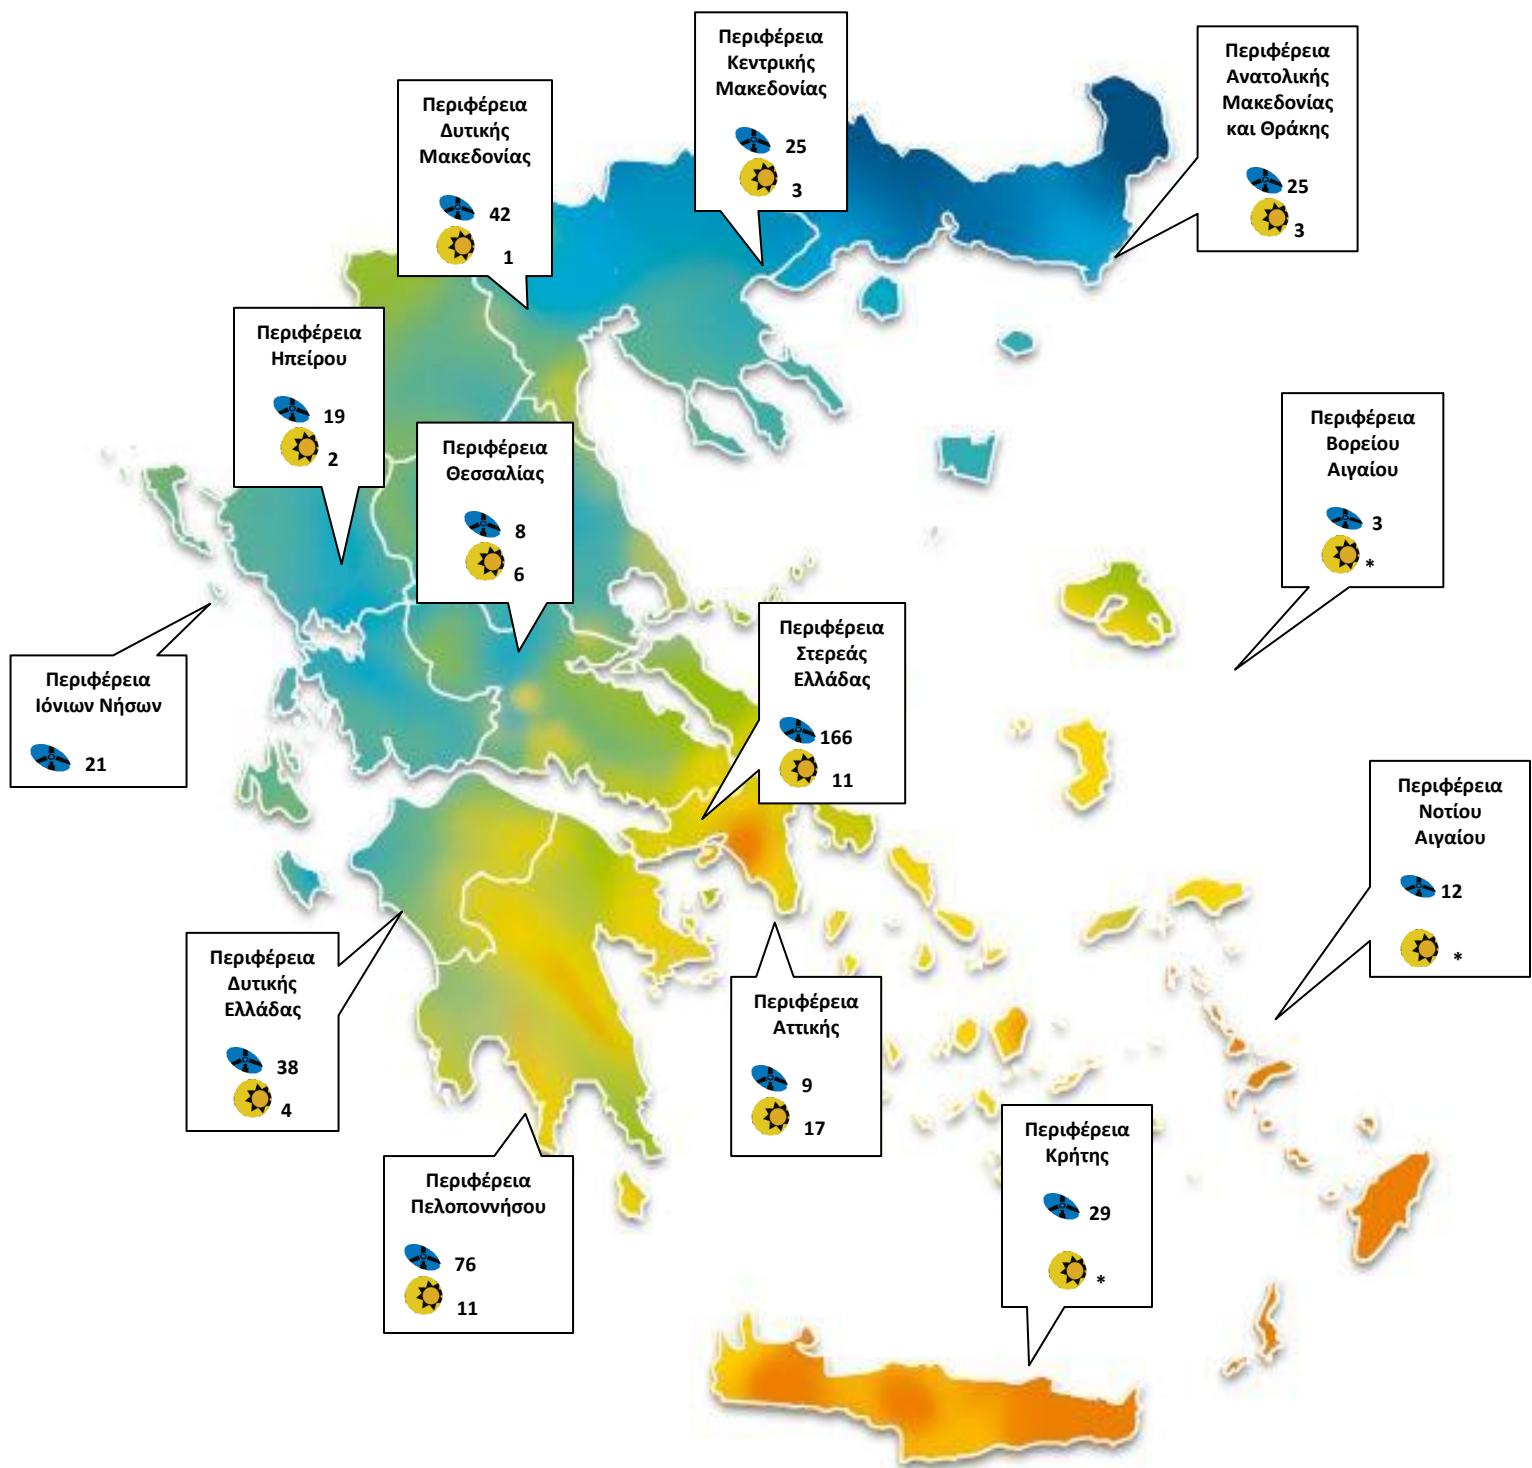 Περιφέρεια
Κεντρικής
Μακεδονίας
25
3
Περιφέρεια
Ανατολικής
Μακεδονίας
και Θράκης
25
3
Περιφέρεια
Δυτικής
Μακεδονίας
42
1
Περιφέρεια
Ηπείρου
19
2
Περιφέρεια
Θεσσαλίας
8
6
Περιφέρεια
Βορείου
Αιγαίου
3
*
Περιφέρεια
Στερεάς
Ελλάδας
166
11
Περιφέρεια
Ιόνιων Νήσων
21
Περιφέρεια
Νοτίου
Αιγαίου
12
*
Περιφέρεια
Δυτικής
Ελλάδας
38
4
Περιφέρεια
Αττικής
9
17
Περιφέρεια
Κρήτης
29
*
Περιφέρεια
Πελοποννήσου
76
11